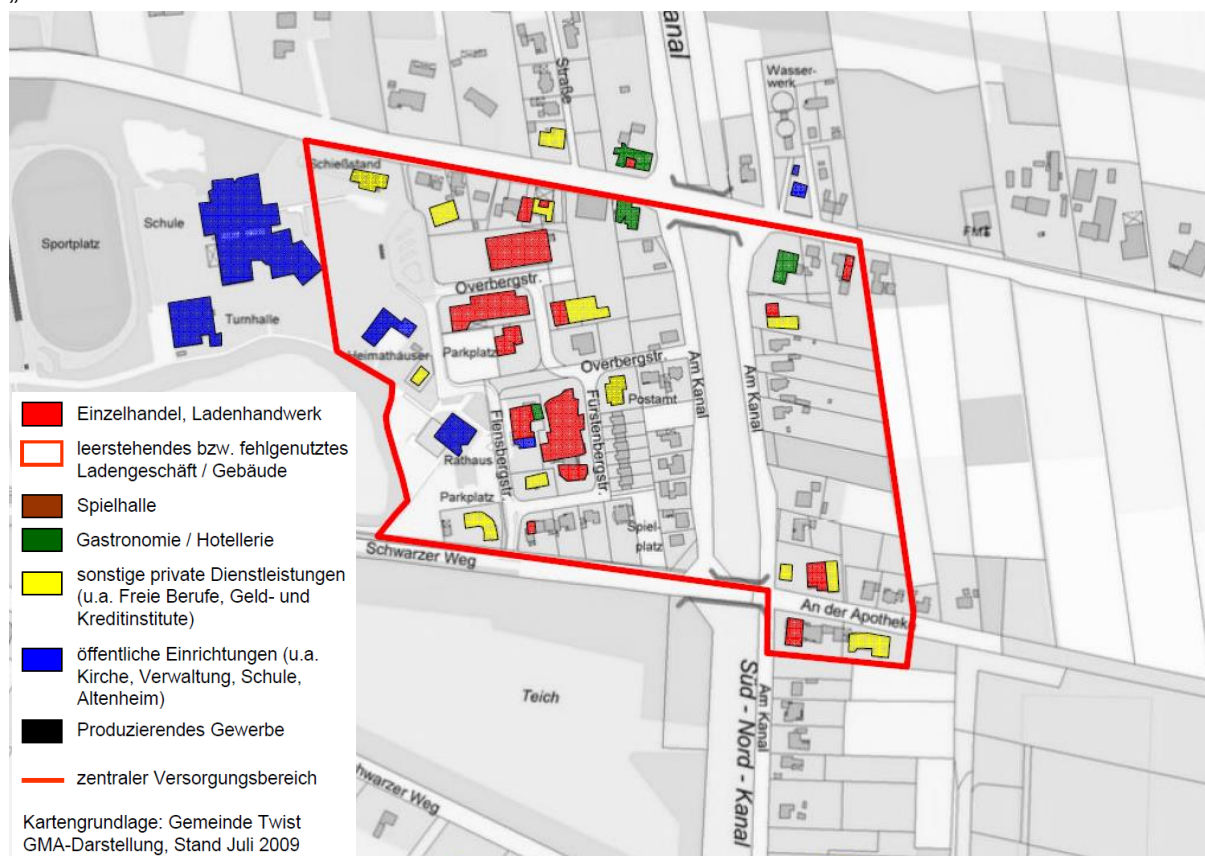 "
Kanal
Straße
Wasser-
werk
Schießstand
Schule
Sportplatz
FMT
Overbergstr.
Turnhalle
Heimathäuser
Parkplatz
Overbergstr.
Am Kanal
Am Kanal
Postamt
Flensbergstr.
Fürstenbergstr.
Rathaus
Parkplatz
Spiel-
platz
Schwarzer Weg
An der Apotheke
Teich
Am Kanal
Süd - Nord - Kanal
hwarzer Weg
Einzelhandel, Ladenhandwerk
leerstehendes bzw. fehlgenutztes
Ladengeschäft / Gebäude
Spielhalle
Gastronomie / Hotellerie
sonstige private Dienstleistungen
(u.a. Freie Berufe, Geld- und
Kreditinstitute)
öffentliche Einrichtungen (u.a.
Kirche, Verwaltung, Schule,
Altenheim)
Produzierendes Gewerbe
zentraler Versorgungsbereich
Kartengrundlage: Gemeinde Twist
GMA-Darstellung, Stand Juli 2009